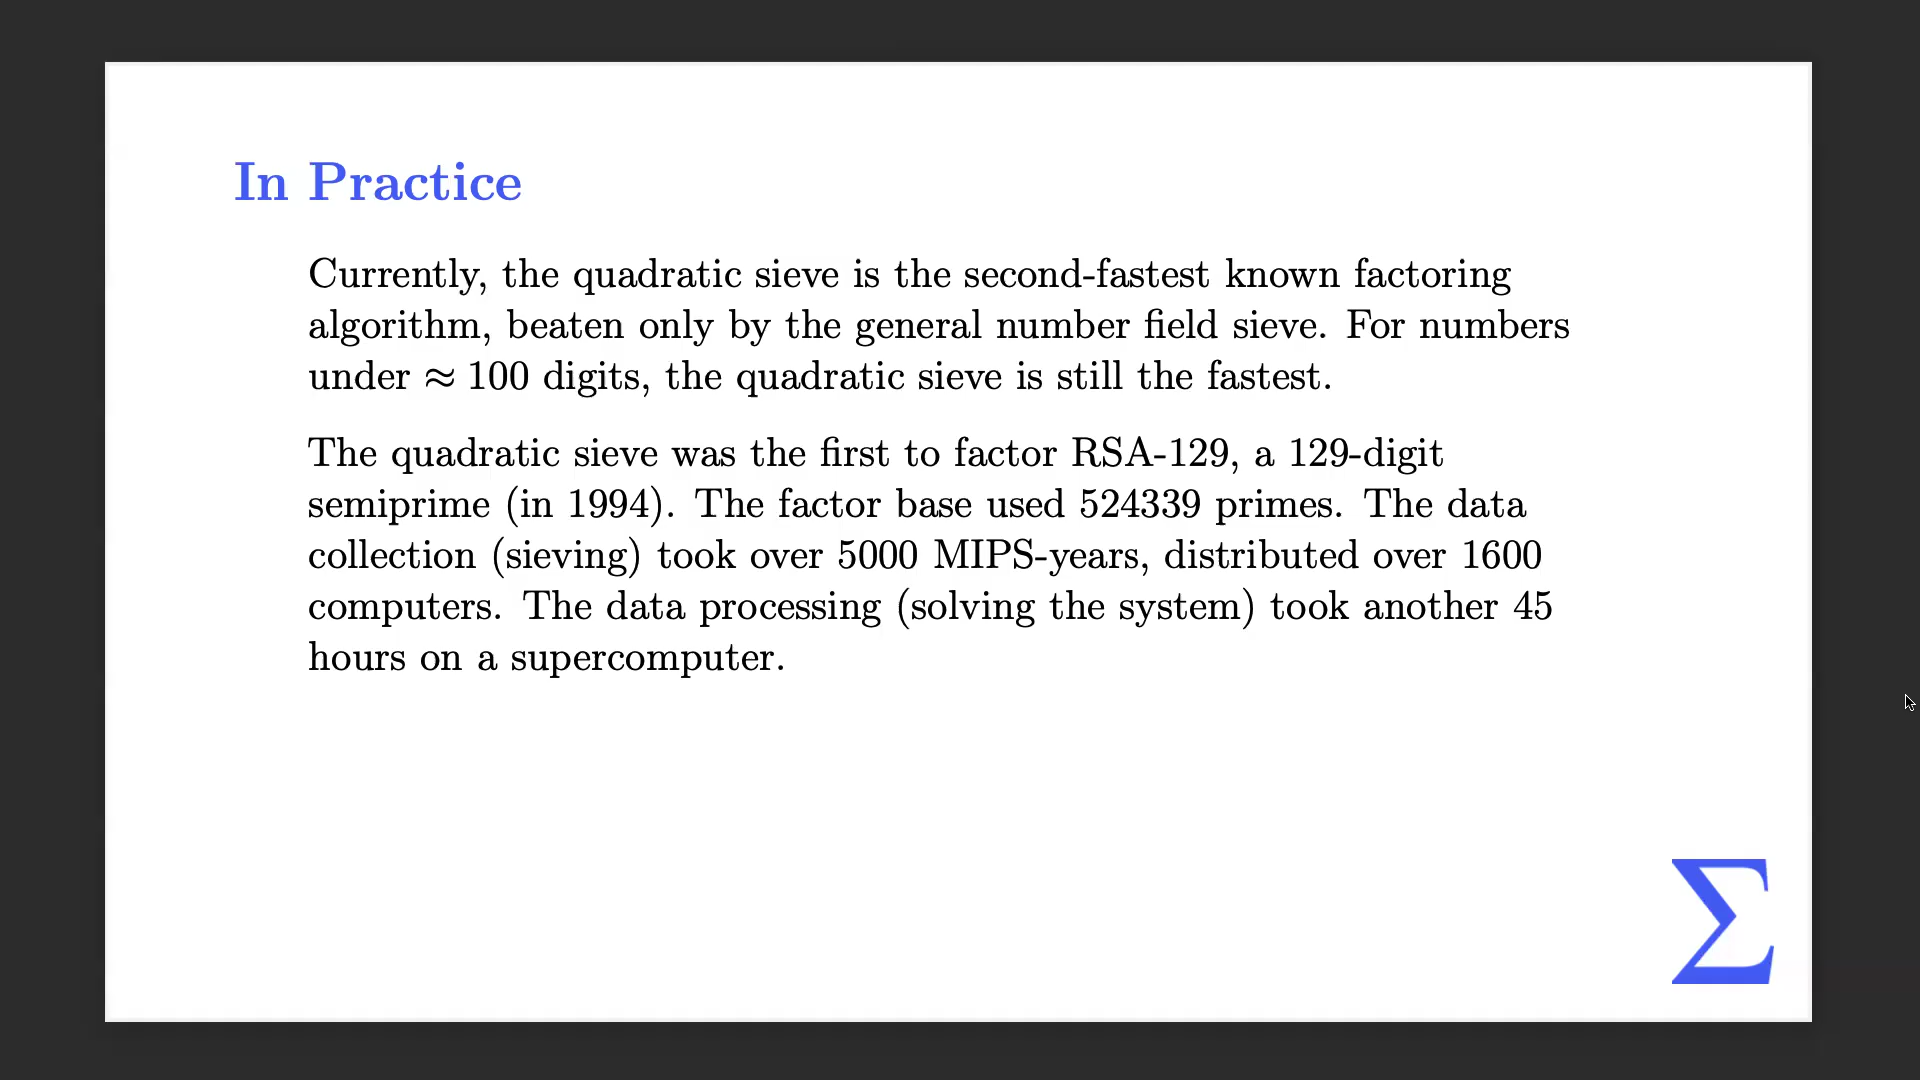 In Practice
Currently, the quadratic sieve is the second-fastest known factoring
algorithm, beaten only by the general number field sieve. For numbers
under ≈ 100 digits, the quadratic sieve is still the fastest.
The quadratic sieve was the first to factor RSA-129, a 129-digit
semiprime (in 1994). The factor base used 524339 primes. The data
collection (sieving) took over 5000 MIPS-years, distributed over 1600
computers. The data processing (solving the system) took another 45
hours on a supercomputer.
Σ